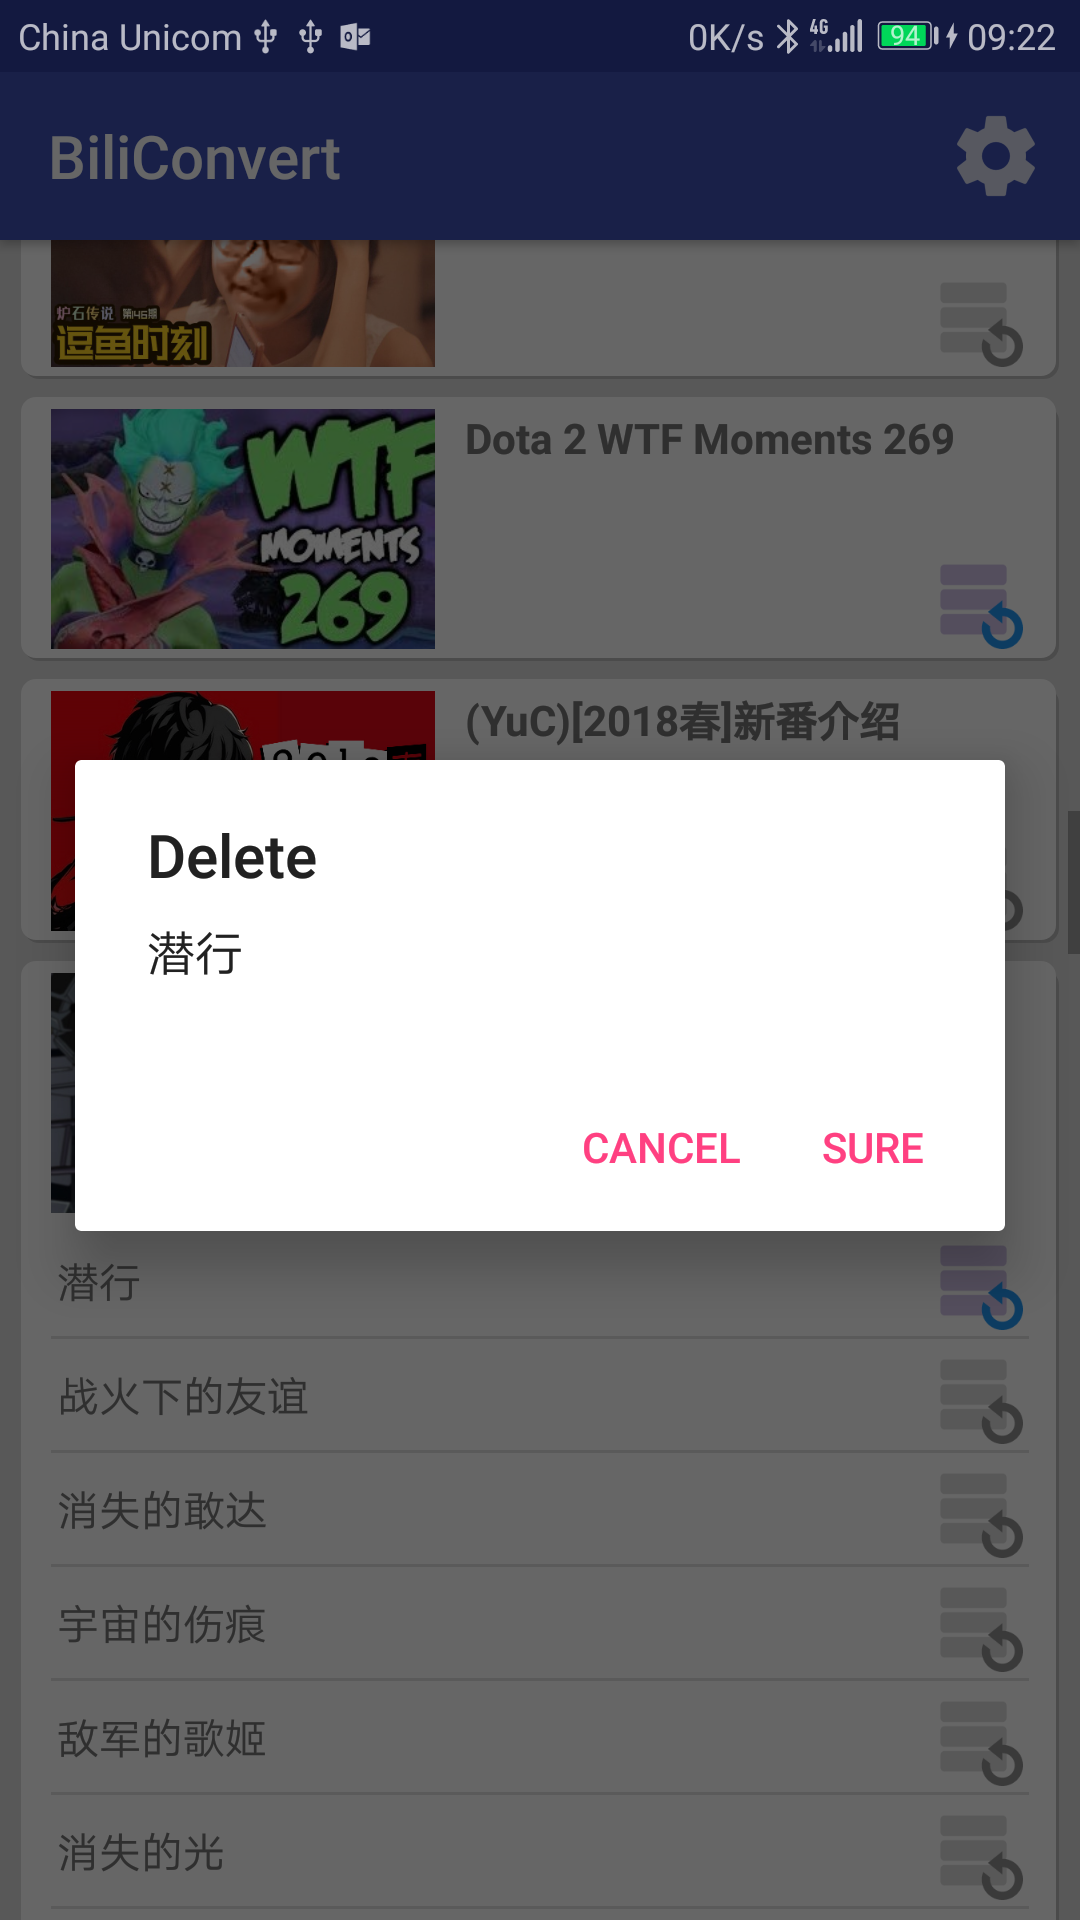 China Unicom
0K/s 4G 94 09:22
BiliConvert
炉石传说 第145期
逗鱼时刻
Dota 2 WTF Moments 269
WTF
MOMENTS
269
(YuC)[2018春]新番介绍
Delete
潜行
CANCEL SURE
潜行
战火下的友谊
消失的敢达
宇宙的伤痕
敌军的歌姬
消失的光